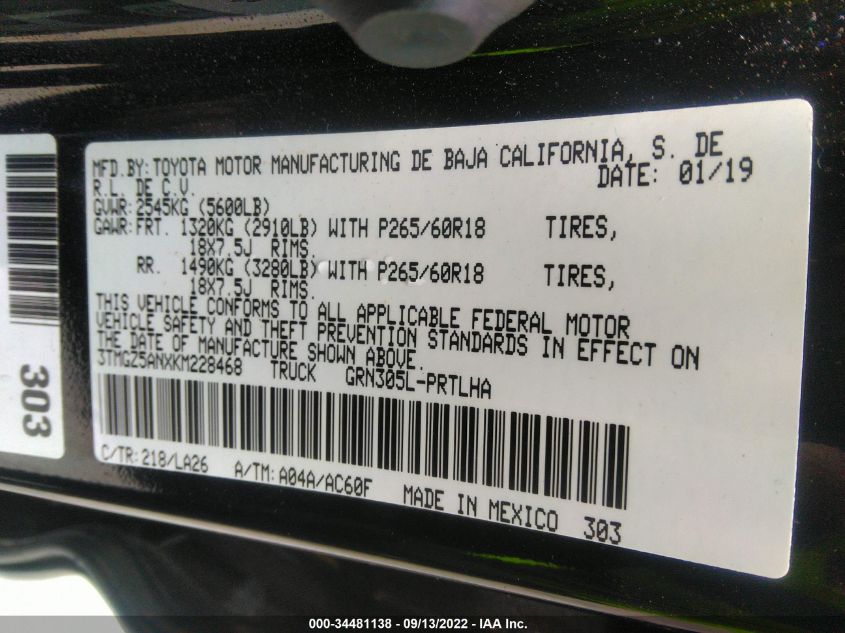 MFD.BY: TOYOTA MOTOR MANUFACTURING DE BAJA CALIFORNIA, S. DE
R.L. DE C.V. DATE: 01/19
GVWR: 2545KG (5600LB)
GAWR: FRT. 1320KG (2910LB) WITH P265/60R18 TIRES,
18X7.5J RIMS.
RR. 1490KG (3280LB) WITH P265/60R18 TIRES,
18X7.5J RIMS.
THIS VEHICLE CONFORMS TO ALL APPLICABLE FEDERAL MOTOR
VEHICLE SAFETY AND THEFT PREVENTION STANDARDS IN EFFECT ON
THE DATE OF MANUFACTURE SHOWN ABOVE.
3TMGZ5ANXKM228468 TRUCK GRN305L-PRTLHA
C/TR: 218/LA26 A/TM: A04A/AC60F MADE IN MEXICO 303
303
000-34481138 - 09/13/2022 - IAA Inc.